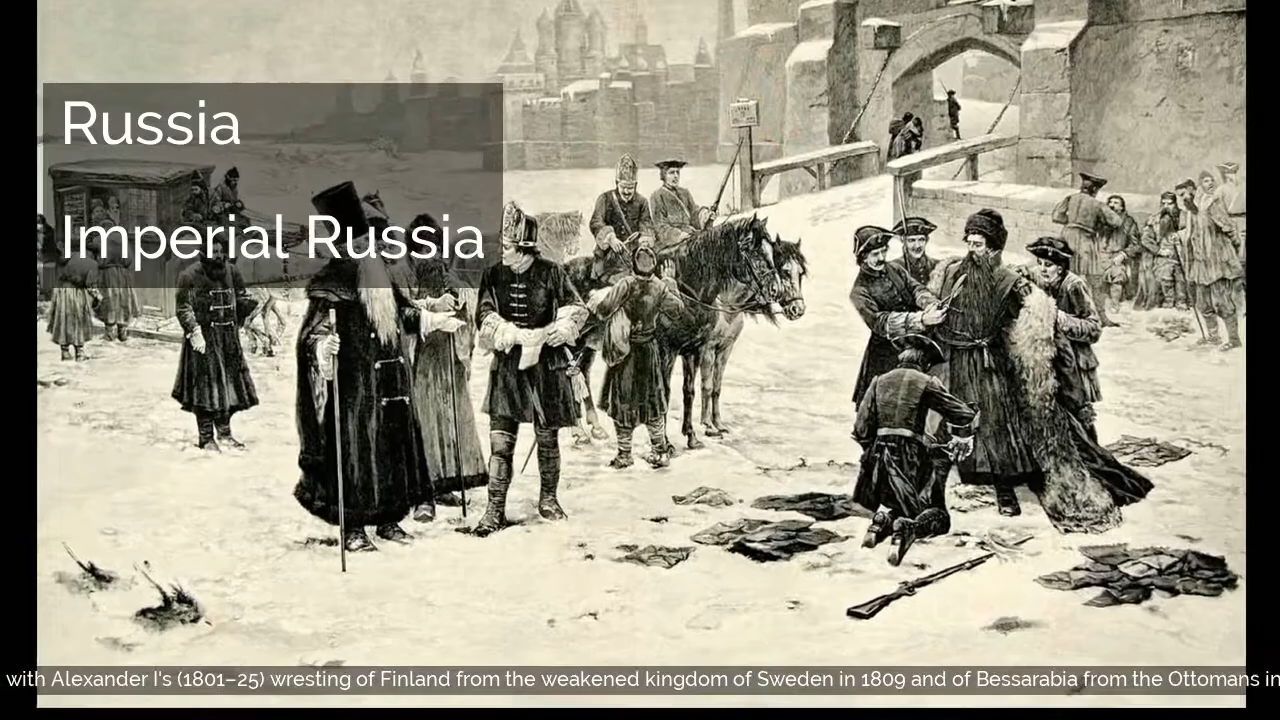 Russia
Imperial Russia
with Alexander I's (1801–25) wresting of Finland from the weakened kingdom of Sweden in 1809 and of Bessarabia from the Ottomans in